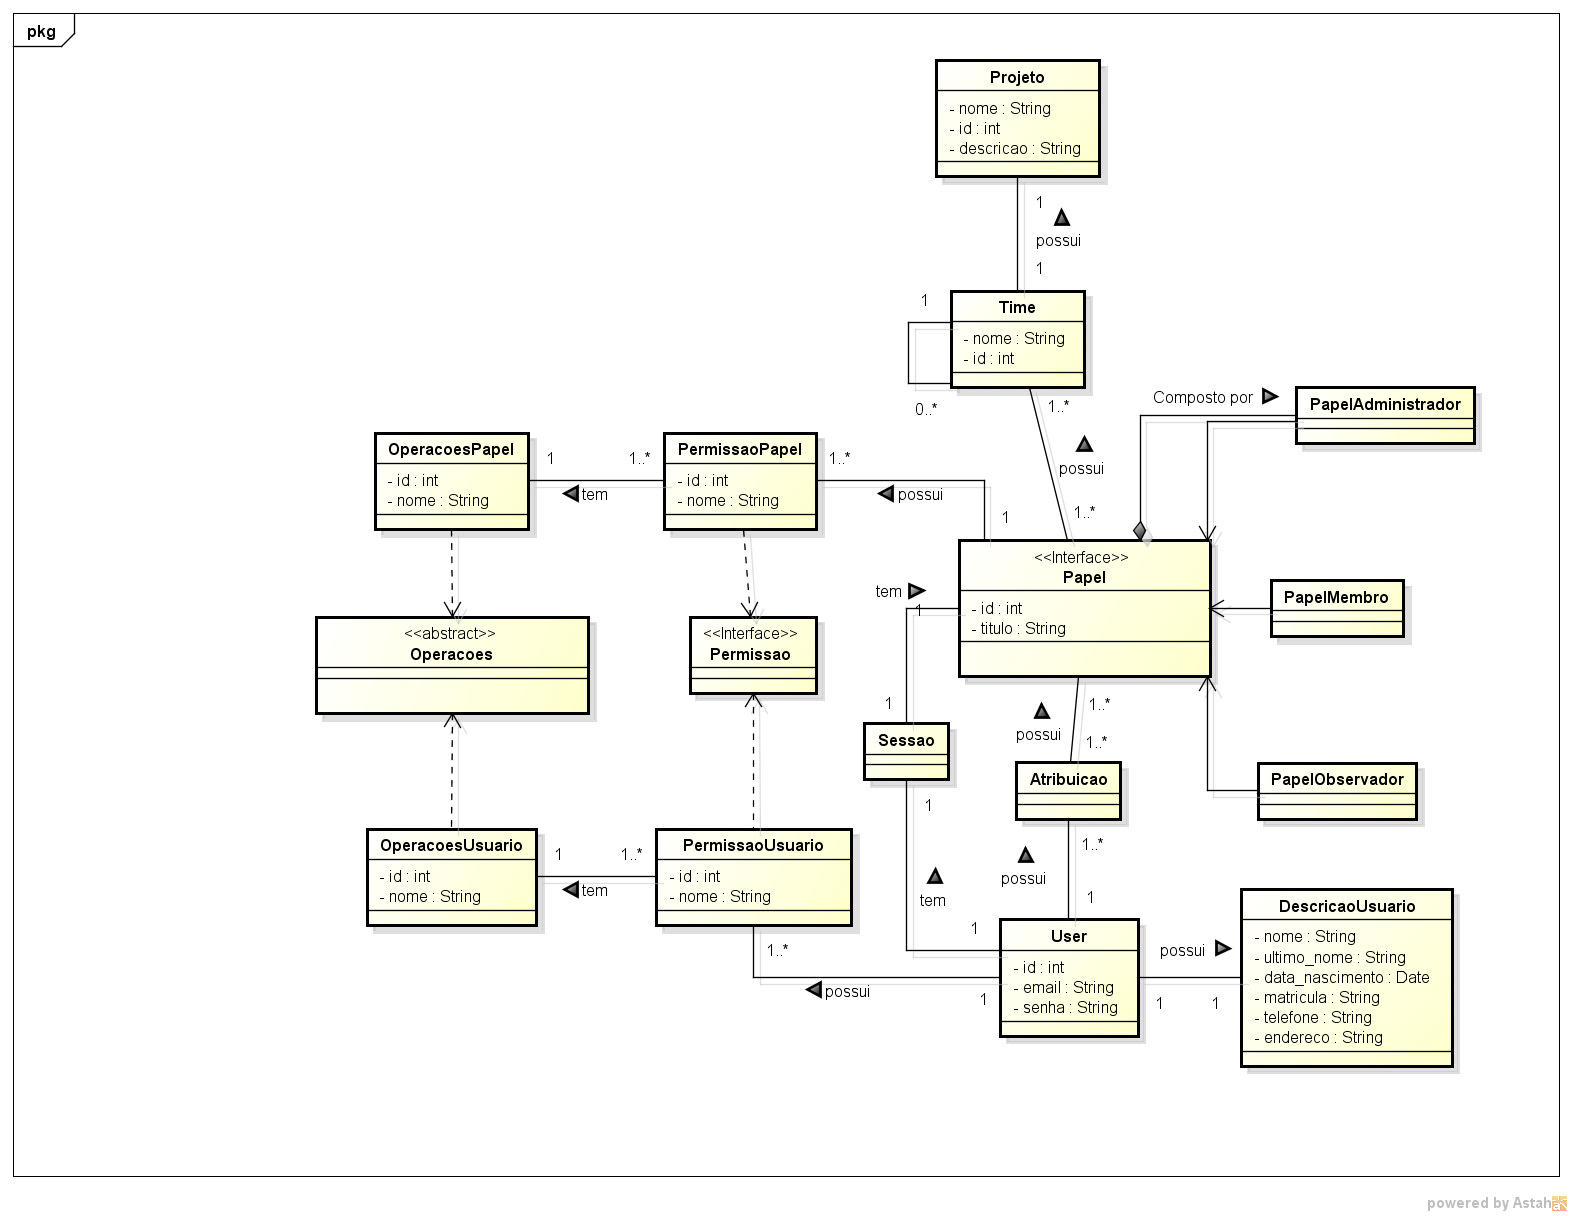 pkg
Projeto
- nome : String
- id : int
- descricao : String
1
possui
1
Time
- nome : String
- id : int
1
0..*
1..*
possui
1..*
Composto por
PapelAdministrador
OperacoesPapel
- id : int
- nome : String
1
1..*
tem
PermissaoPapel
- id : int
- nome : String
1..*
possui
1
<<Interface>>
Papel
- id : int
- titulo : String
tem
1
1
PapelMembro
<<abstract>>
Operacoes
<<Interface>>
Permissao
Sessao
1
tem
1
1..*
possui
1..*
Atribuicao
PapelObservador
1..*
possui
1
OperacoesUsuario
- id : int
- nome : String
1
1..*
tem
PermissaoUsuario
- id : int
- nome : String
1..*
possui
1
User
- id : int
- email : String
- senha : String
possui
1
1
DescricaoUsuario
- nome : String
- ultimo_nome : String
- data_nascimento : Date
- matricula : String
- telefone : String
- endereco : String
powered by Astah